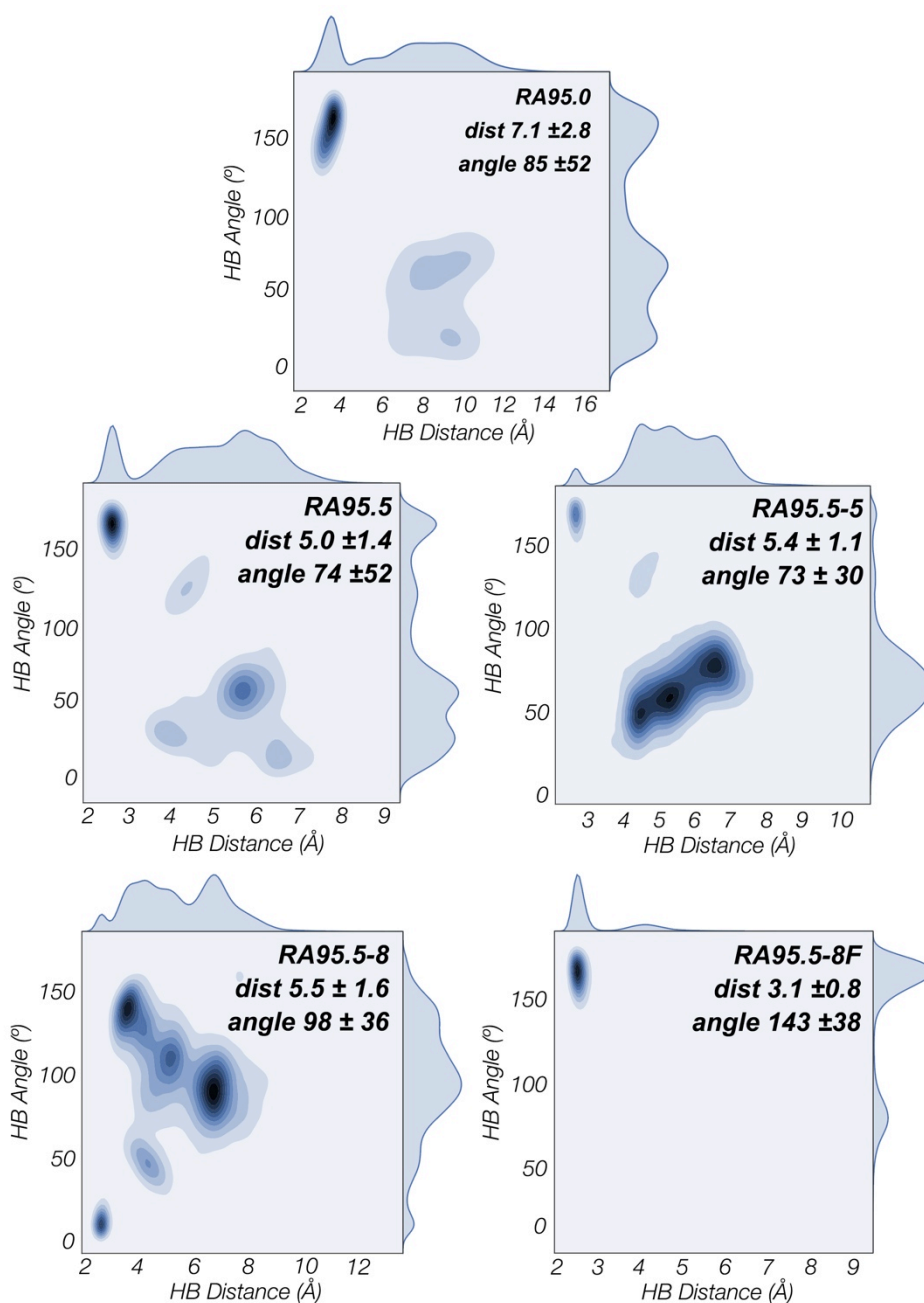 RA95.0
dist 7.1 ±2.8
angle 85 ±52
HB Angle (º)
150
100
50
0
2 4 6 8 10 12 14 16
HB Distance (Å)
RA95.5
dist 5.0 ±1.4
angle 74 ±52
HB Angle (º)
150
100
50
0
2 3 4 5 6 7 8 9
HB Distance (Å)
RA95.5-5
dist 5.4 ± 1.1
angle 73 ± 30
HB Angle (º)
150
100
50
0
3 4 5 6 7 8 9 10
HB Distance (Å)
RA95.5-8
dist 5.5 ± 1.6
angle 98 ± 36
HB Angle (º)
150
100
50
0
2 4 6 8 10 12
HB Distance (Å)
RA95.5-8F
dist 3.1 ±0.8
angle 143 ±38
HB Angle (º)
150
100
50
0
2 3 4 5 6 7 8 9
HB Distance (Å)